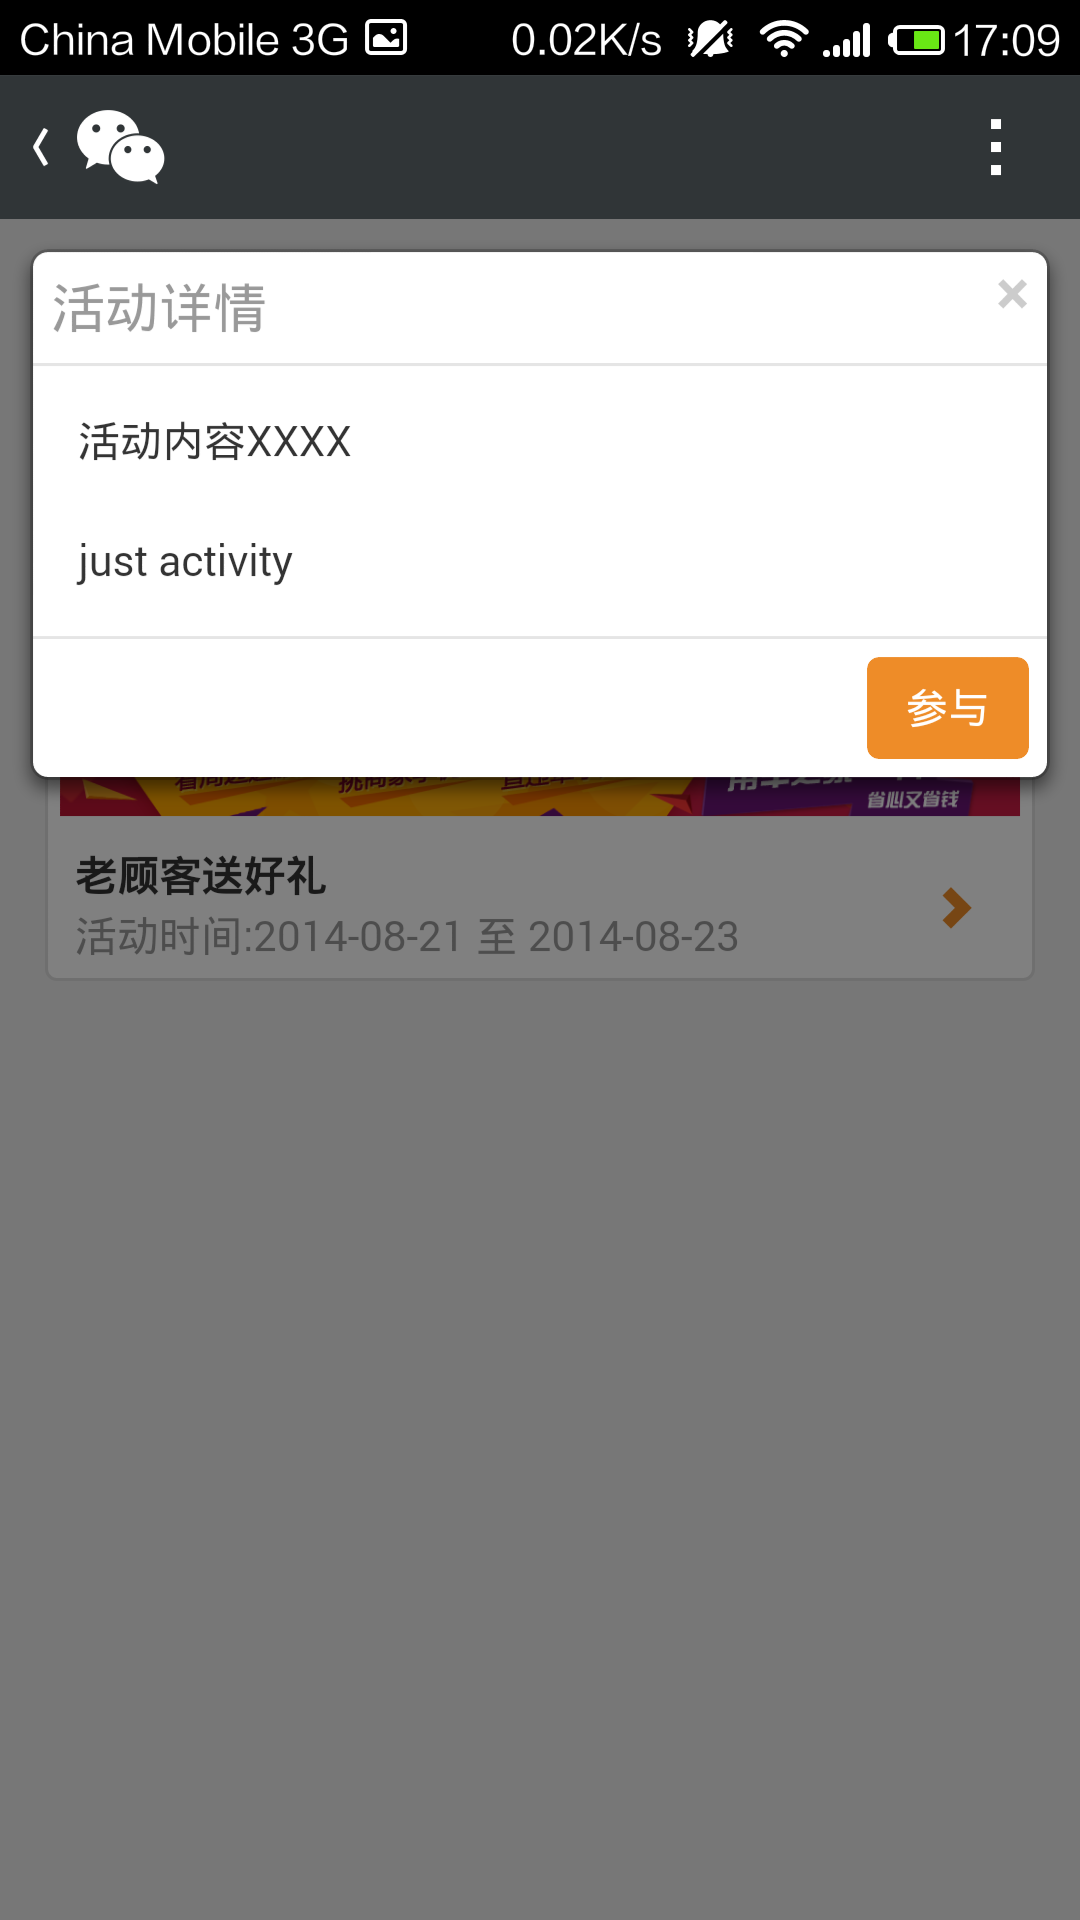 China Mobile 3G 0.02K/s 17:09
活动详情 ×
活动内容XXXX
just activity
参与
省心又省钱
老顾客送好礼
活动时间:2014-08-21 至 2014-08-23